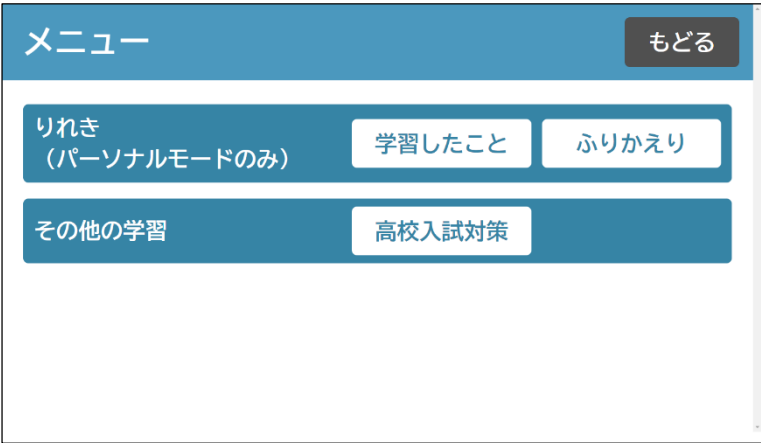 メニュー
もどる
りれき
（パーソナルモードのみ）
学習したこと
ふりかえり
その他の学習
高校入試対策